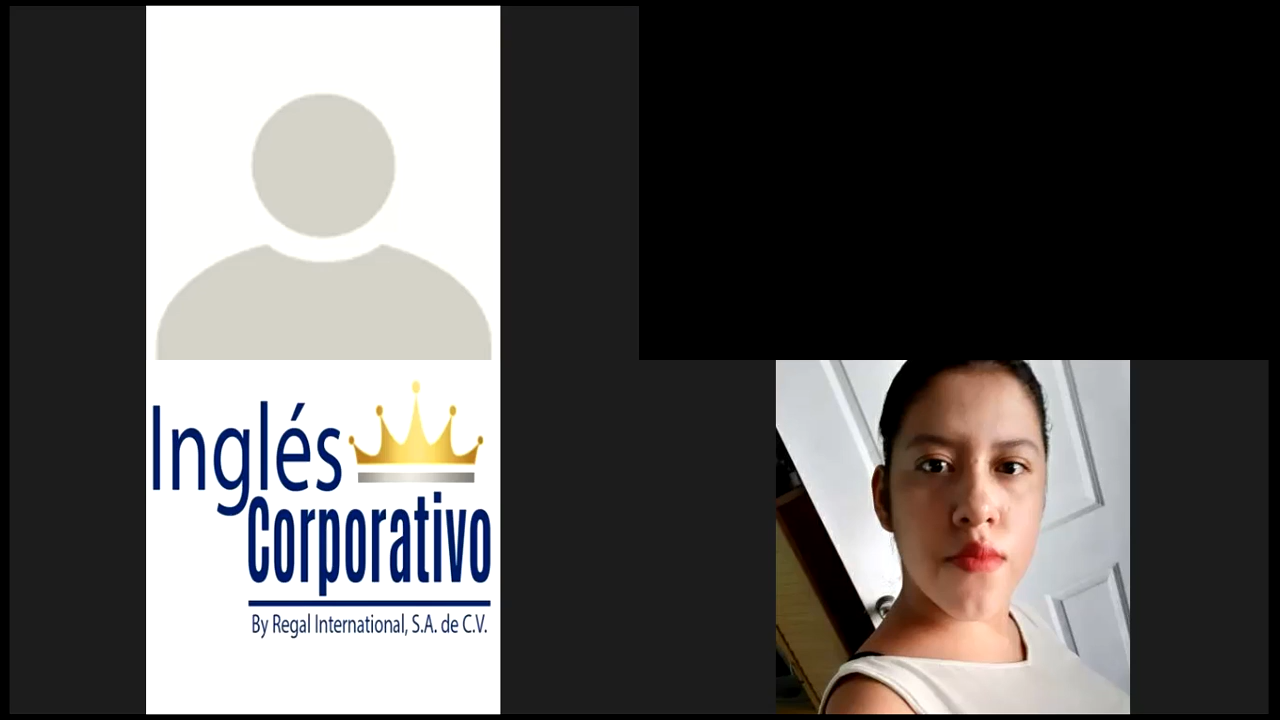 Inglés
Corporativo
By Regal International, S.A. de C.V.